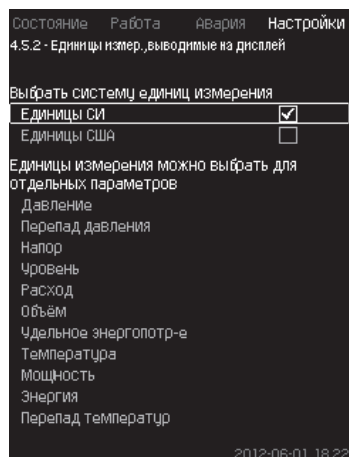 Состояние Работа Авария Настройки
4.5.2 - Единицы измер.,выводимые на дисплей
Выбрать систему единиц измерения
Единицы СИ
Единицы США
Единицы измерения можно выбрать для
отдельных параметров
Давление
Перепад давления
Напор
Уровень
Расход
Объём
Удельное энергопотр-е
Температура
Мощность
Энергия
Перепад температур
2012-06-01 18:22